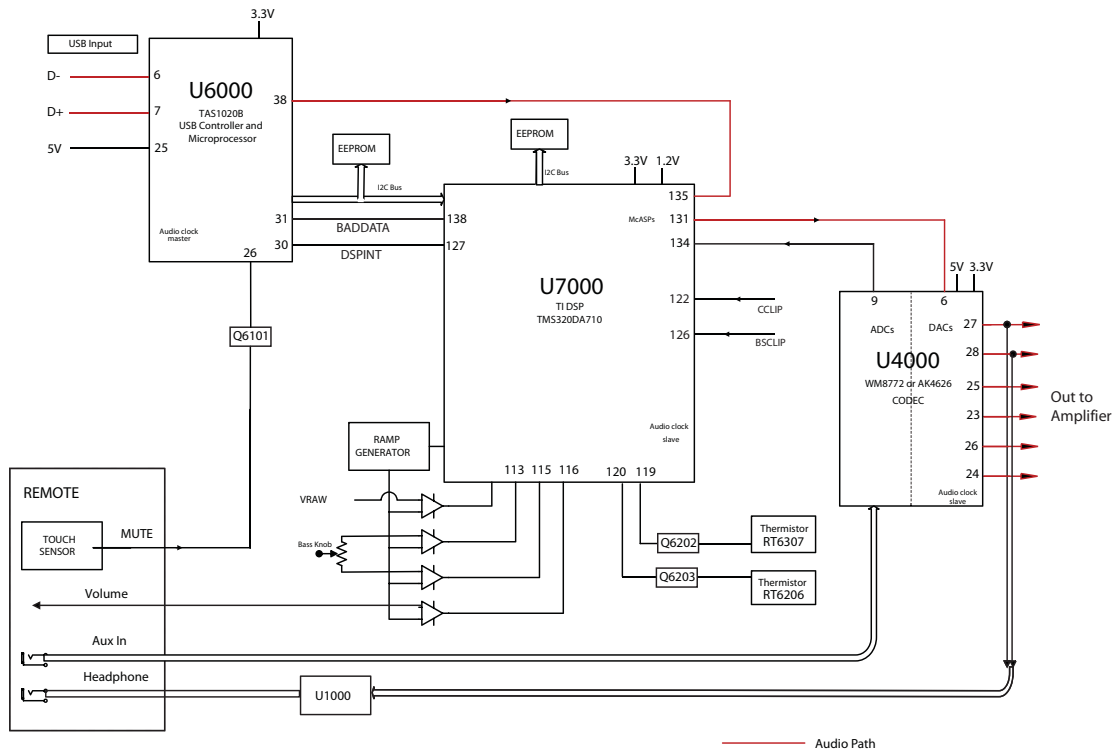 3.3V
USB Input
D-
6
D+
7
5V
25
U6000
TAS1020B
USB Controller and
Microprocessor
38
31
30
Audio clock
master
26
EEPROM
I2C Bus
BADDATA
DSPINT
EEPROM
I2C Bus
3.3V
1.2V
135
McASPs
131
134
138
127
U7000
TI DSP
TMS320DA710
122
CCLIP
126
BSCLIP
Audio clock
slave
113
115
116
120
119
5V
3.3V
9
6
ADCs
DACs
U4000
WM8772 or AK4626
CODEC
27
28
25
23
26
24
Audio clock
slave
Out to
Amplifier
Q6101
RAMP
GENERATOR
VRAW
Bass Knob
Q6202
Thermistor
RT6307
Q6203
Thermistor
RT6206
REMOTE
TOUCH
SENSOR
MUTE
Volume
Aux In
Headphone
U1000
Audio Path